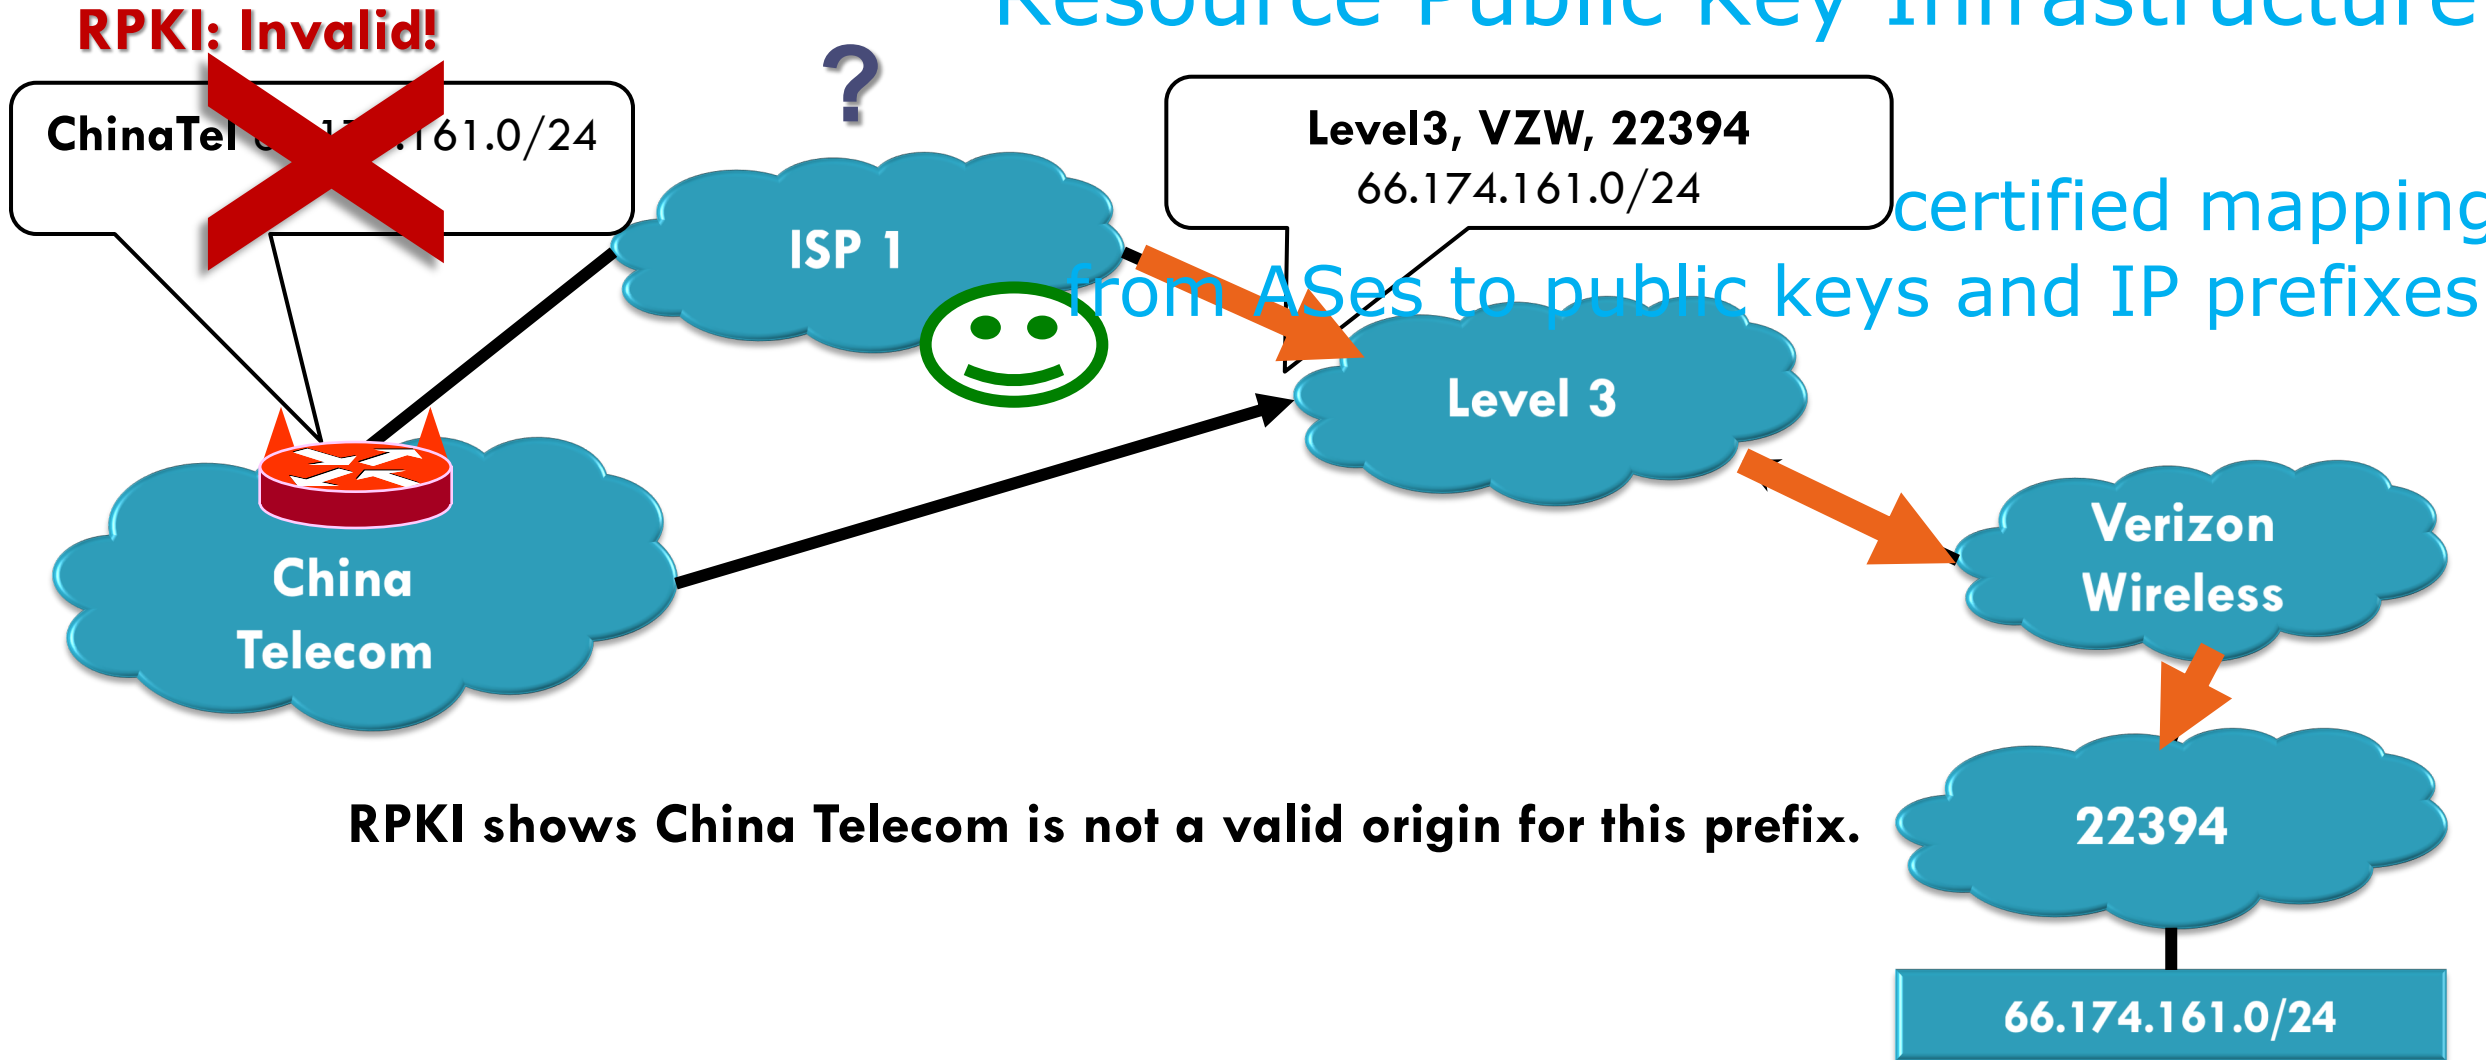 Resource Public Key Infrastructure
RPKI: Invalid!
?
ChinaTel 161.0/24
Level3, VZW, 22394
66.174.161.0/24
certified mapping
from ASes to public keys and IP prefixes
ISP 1
Level 3
China
Telecom
Verizon
Wireless
RPKI shows China Telecom is not a valid origin for this prefix.
22394
66.174.161.0/24